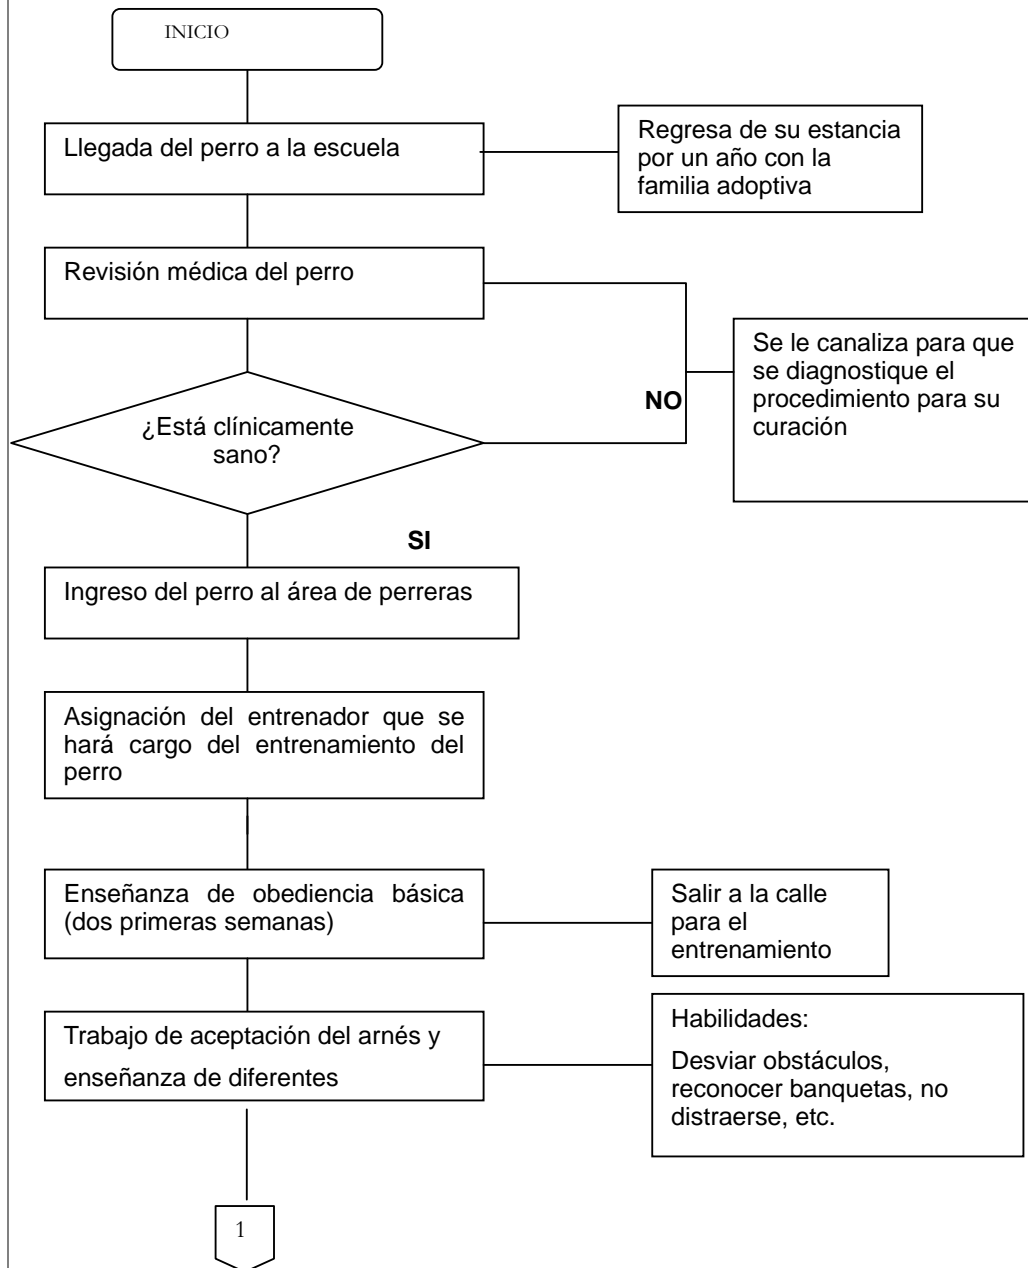 INICIO
Llegada del perro a la escuela
Regresa de su estancia
por un año con la
familia adoptiva
Revisión médica del perro
Se le canaliza para que
se diagnostique el
procedimiento para su
curación
NO
¿Está clínicamente
sano?
SI
Ingreso del perro al área de perreras
Asignación del entrenador que se
hará cargo del entrenamiento del
perro
Enseñanza de obediencia básica
(dos primeras semanas)
Salir a la calle
para el
entrenamiento
Trabajo de aceptación del arnés y
enseñanza de diferentes
Habilidades:
Desviar obstáculos,
reconocer banquetas, no
distraerse, etc.
1